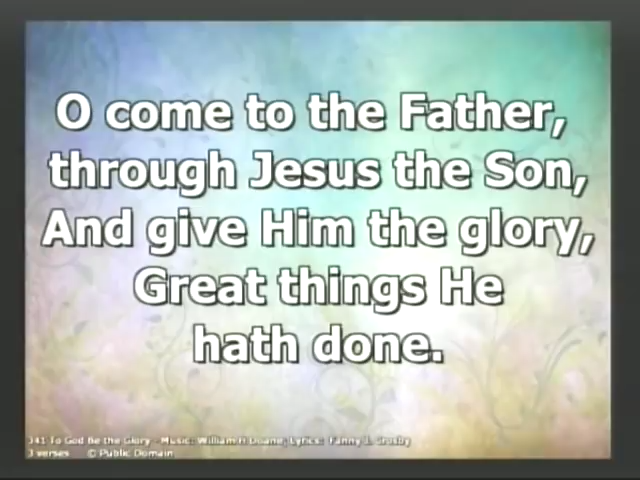 O come to the Father,
through Jesus the Son,
And give Him the glory,
Great things He
hath done.
341 To God Be the Glory - Music: William H Doane; Lyrics: Fanny J. Crosby
3 verses © Public Domain